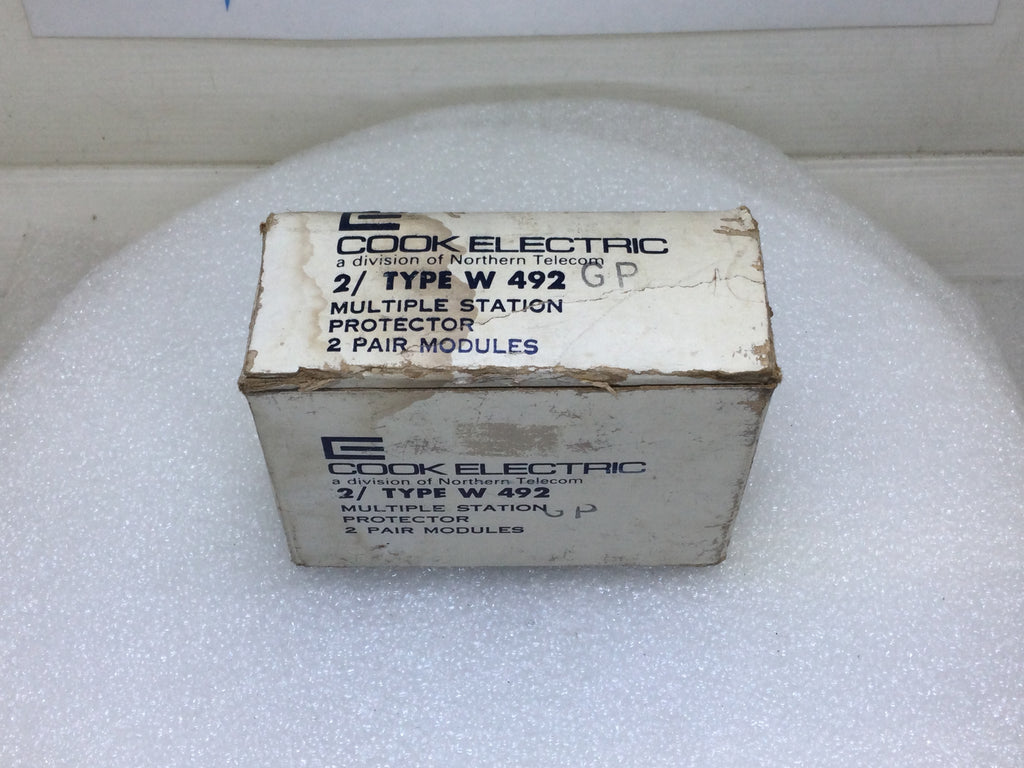 COOK ELECTRIC
a division of Northern Telecom
2/ TYPE W 492 GP
MULTIPLE STATION
PROTECTOR
2 PAIR MODULES
COOK ELECTRIC
a division of Northern Telecom
2/ TYPE W 492
MULTIPLE STATION GP
PROTECTOR
2 PAIR MODULES